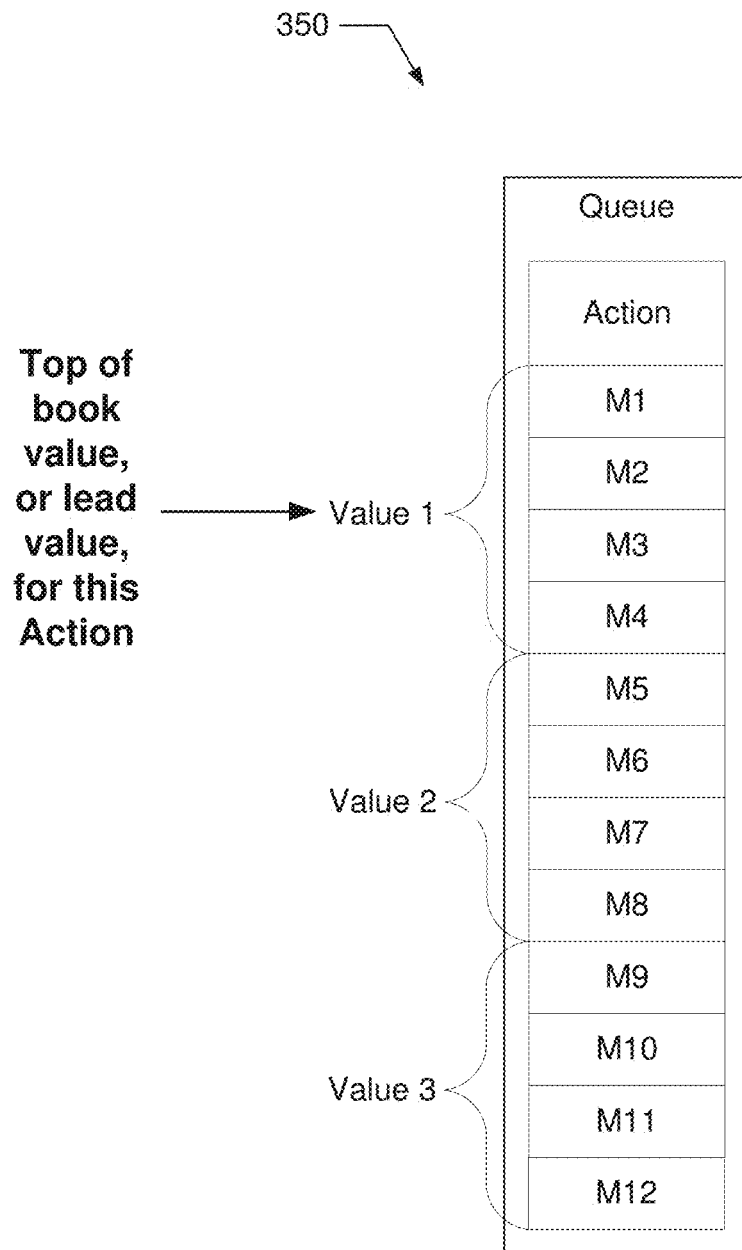 350
Queue
Action
Top of
book
value,
or lead
value,
for this
Action
Value 1
M1
M2
M3
M4
Value 2
M5
M6
M7
M8
Value 3
M9
M10
M11
M12